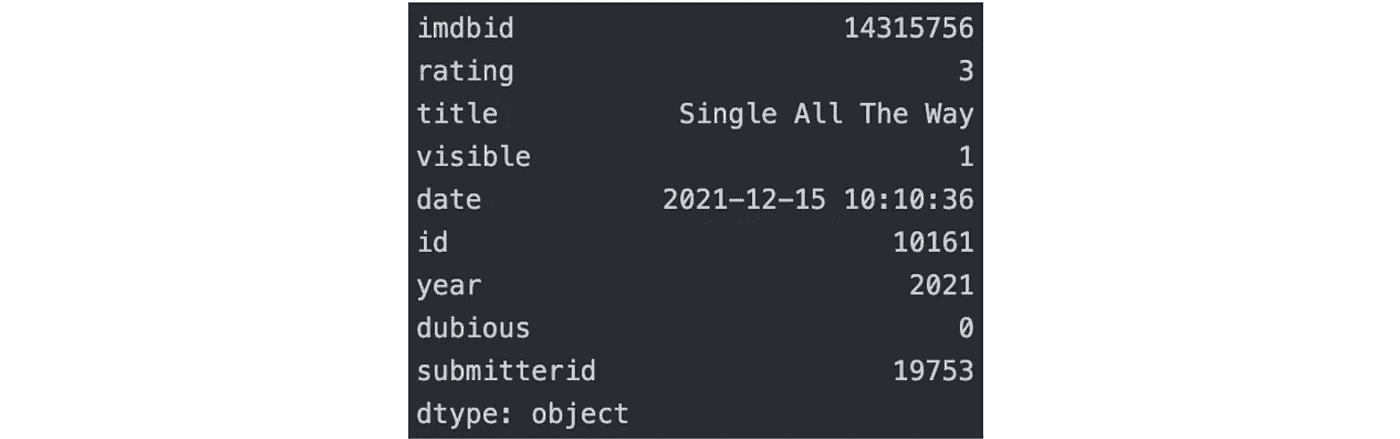 imdbid 14315756
rating 3
title Single All The Way
visible 1
date 2021-12-15 10:10:36
id 10161
year 2021
dubious 0
submitterid 19753
dtype: object